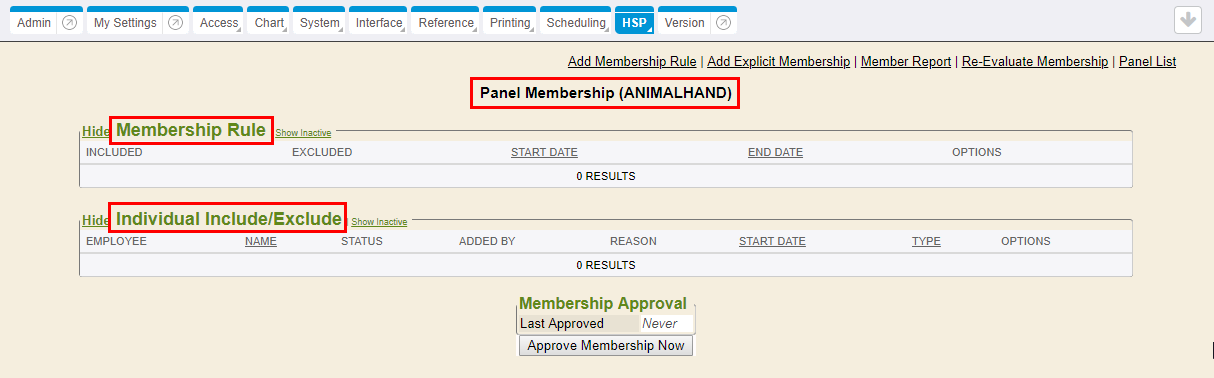 Admin My Settings Access Chart System Interface Reference Printing Scheduling HSP Version
Add Membership Rule | Add Explicit Membership | Member Report | Re-Evaluate Membership | Panel List
Panel Membership (ANIMALHAND)
Hide Membership Rule Show Inactive
INCLUDED EXCLUDED START DATE END DATE OPTIONS
0 RESULTS
Hide Individual Include/Exclude Show Inactive
EMPLOYEE NAME STATUS ADDED BY REASON START DATE TYPE OPTIONS
0 RESULTS
Membership Approval
Last Approved Never
Approve Membership Now